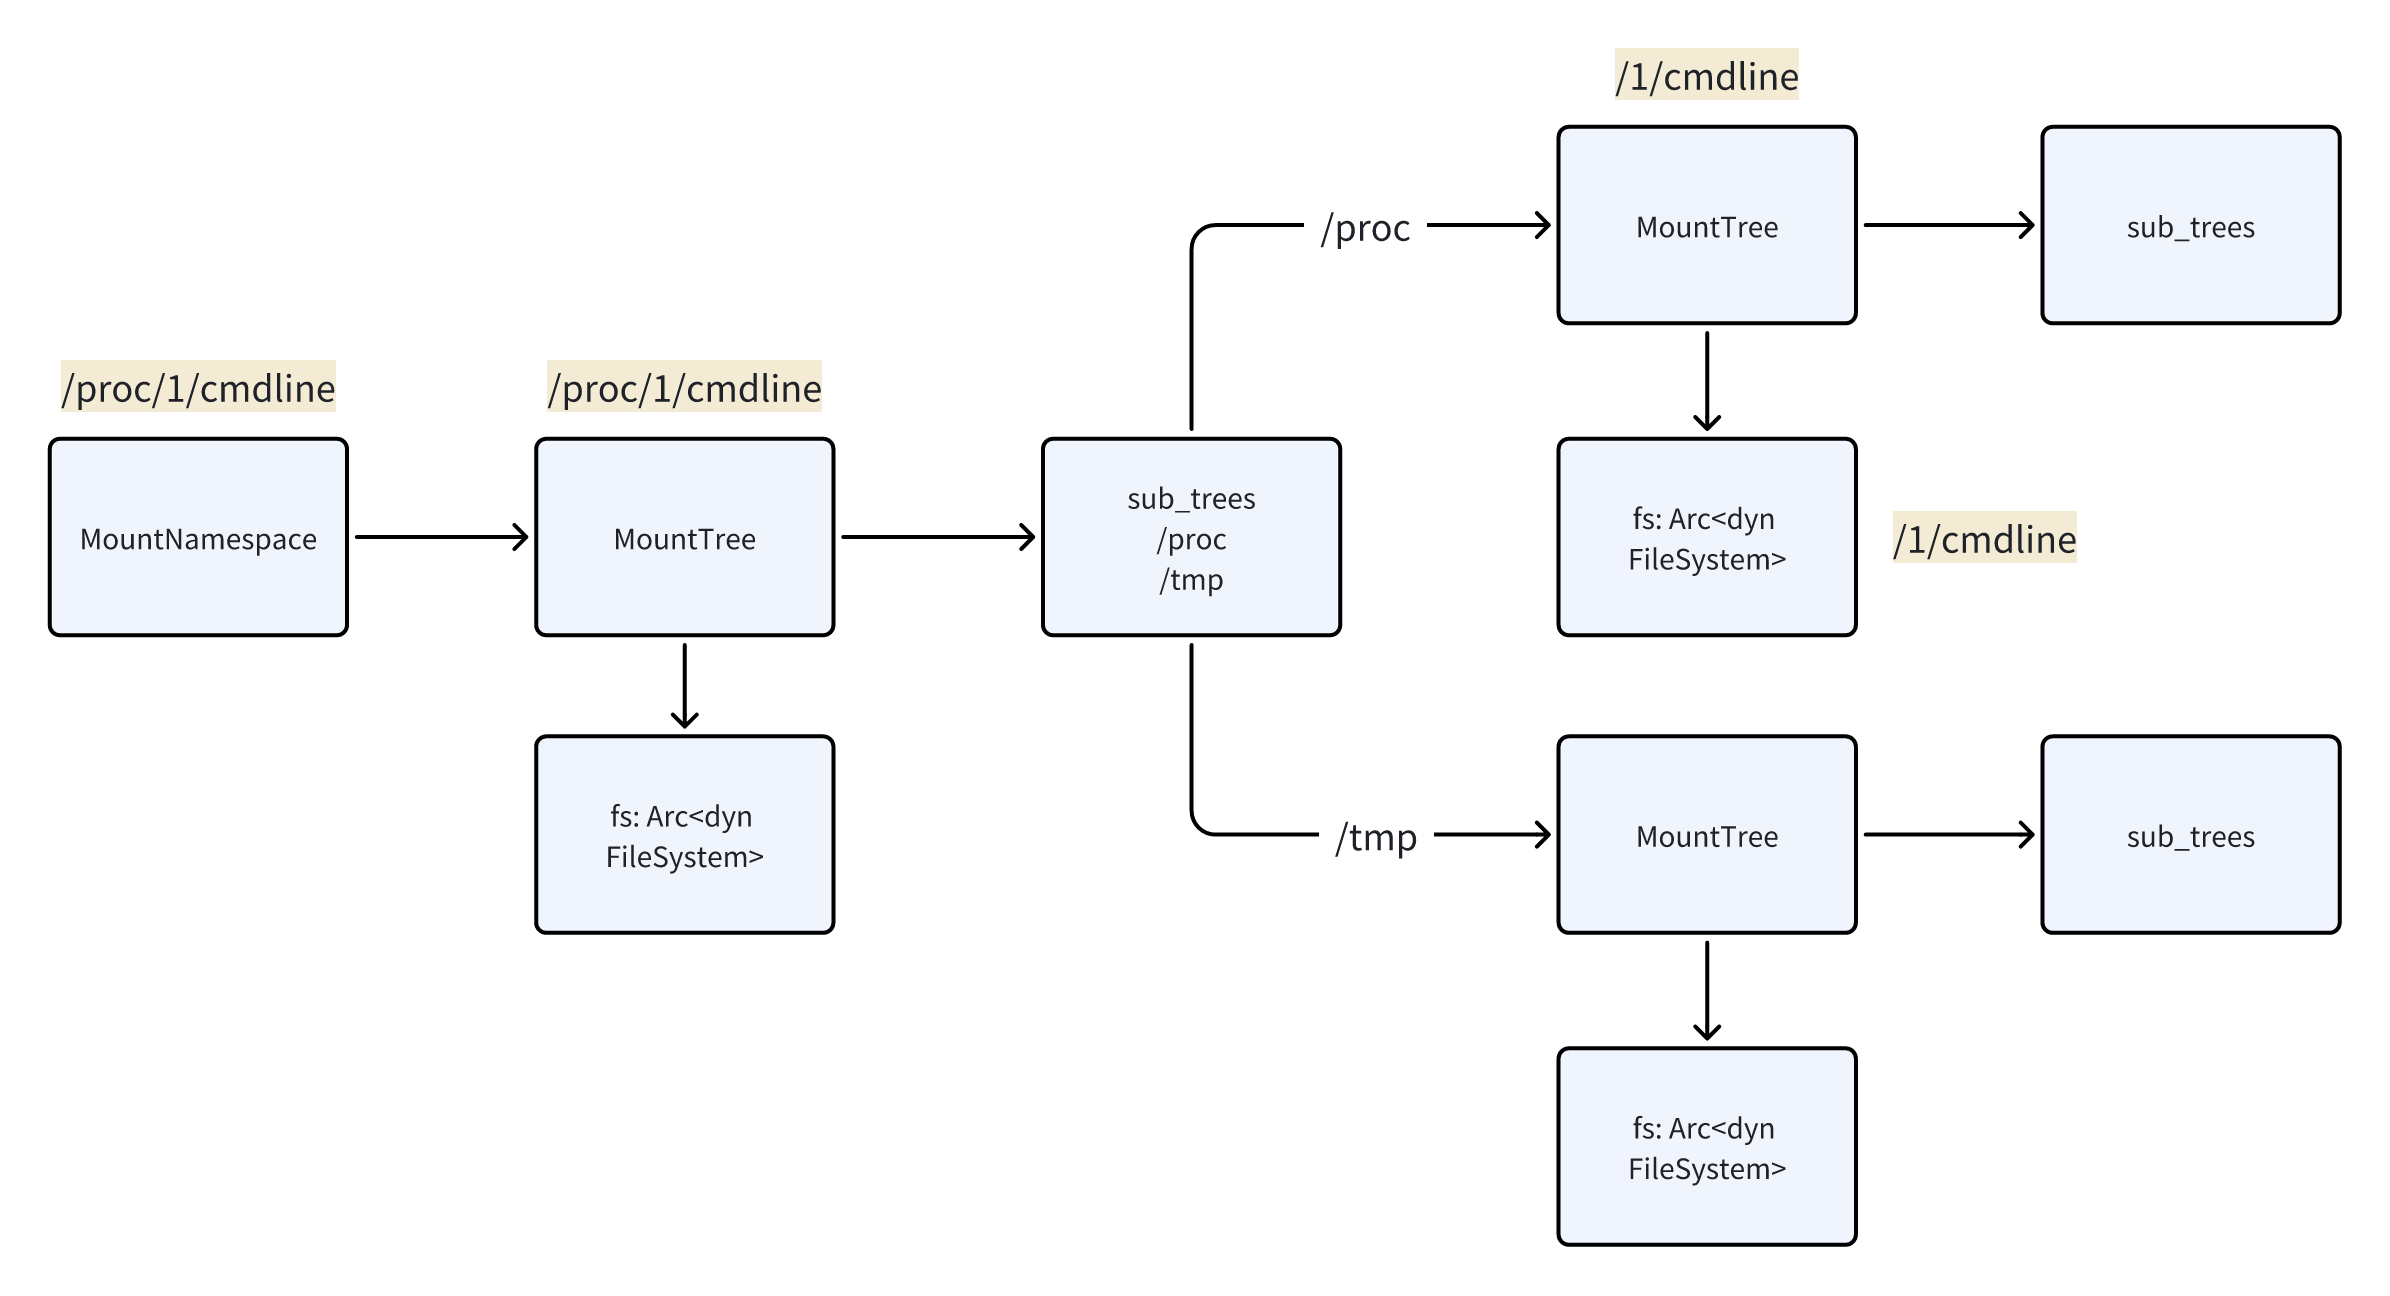 /1/cmdline
/proc
MountTree
sub_trees
/proc/1/cmdline
/proc/1/cmdline
MountNamespace
MountTree
sub_trees
/proc
/tmp
fs: Arc<dyn
FileSystem>
/1/cmdline
fs: Arc<dyn
FileSystem>
/tmp
MountTree
sub_trees
fs: Arc<dyn
FileSystem>